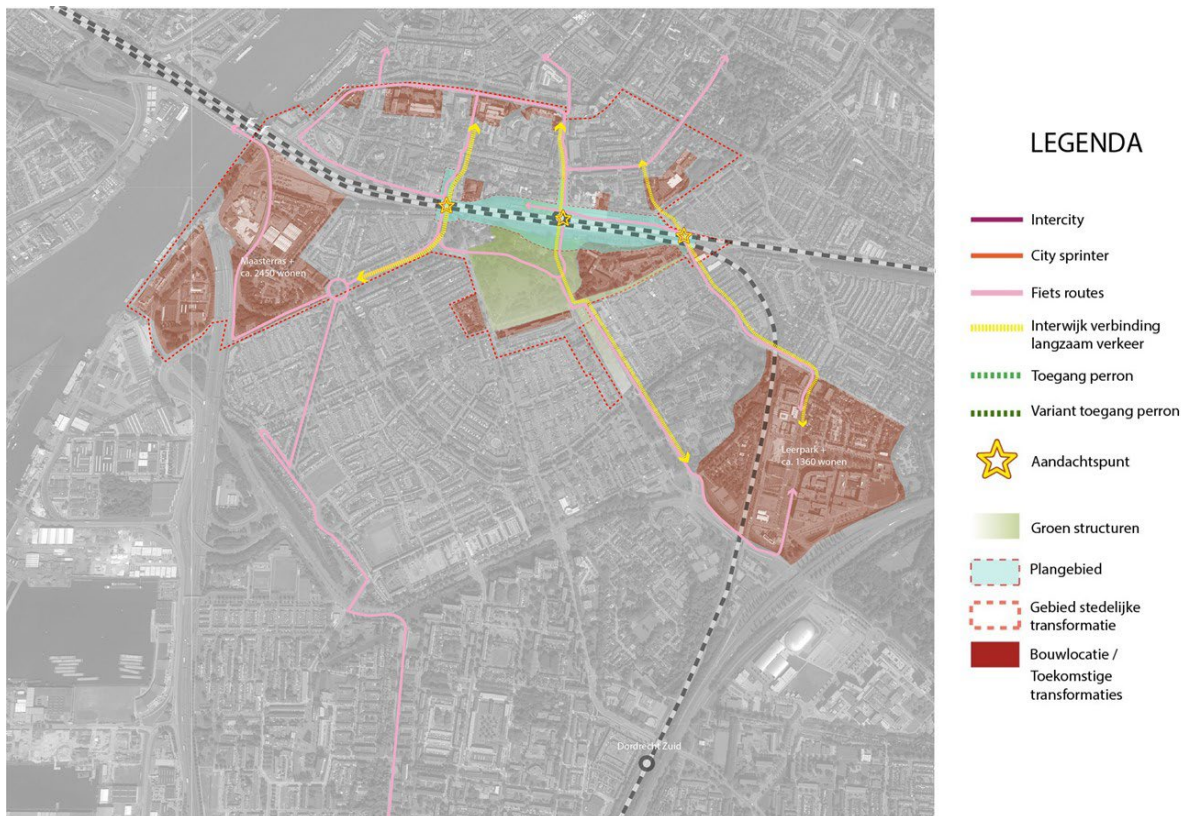 Maasterras +
ca. 2450 wonen
Leerpark +
ca. 1360 wonen
Dordrecht Zuid
LEGENDA
Intercity
City sprinter
Fiets routes
Interwijk verbinding
langzaam verkeer
Toegang perron
Variant toegang perron
Aandachtspunt
Groen structuren
Plangebied
Gebied stedelijke
transformatie
Bouwlocatie /
Toekomstige
transformaties